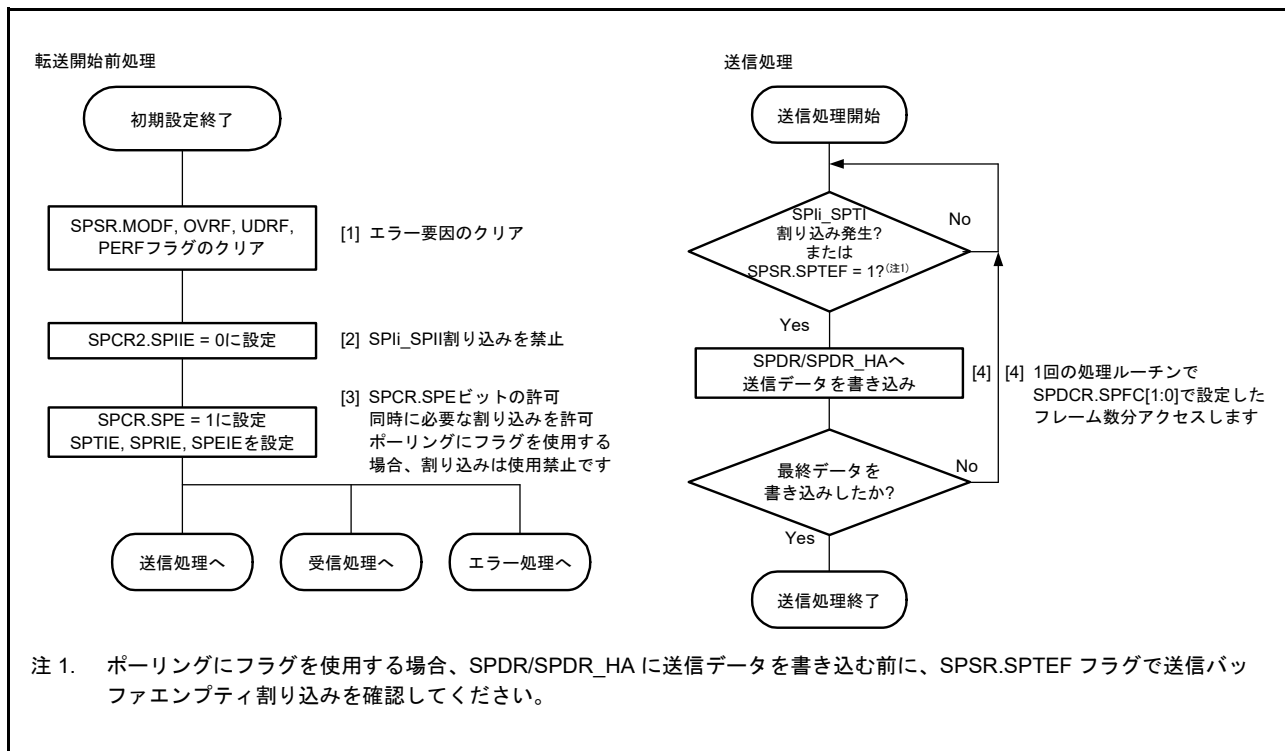 転送開始前処理
初期設定終了
SPSR.MODF, OVRF, UDRF,
PERFフラグのクリア
[1] エラー要因のクリア
SPCR2.SPIIE = 0に設定
[2] SPIi_SPII割り込みを禁止
SPCR.SPE = 1に設定
SPTIE, SPRIE, SPEIEを設定
[3] SPCR.SPEビットの許可
同時に必要な割り込みを許可
ポーリングにフラグを使用する
場合、割り込みは使用禁止です
送信処理へ
受信処理へ
エラー処理へ
送信処理
送信処理開始
SPIi_SPTI
割り込み発生?
または
SPSR.SPTEF = 1?(注1)
No
Yes
SPDR/SPDR_HAへ
送信データを書き込み
[4]
[4] 1回の処理ルーチンで
SPDCR.SPFC[1:0]で設定した
フレーム数分アクセスします
最終データを
書き込みしたか?
No
Yes
送信処理終了
注 1. ポーリングにフラグを使用する場合、SPDR/SPDR_HA に送信データを書き込む前に、SPSR.SPTEF フラグで送信バッ
ファエンプティ割り込みを確認してください。